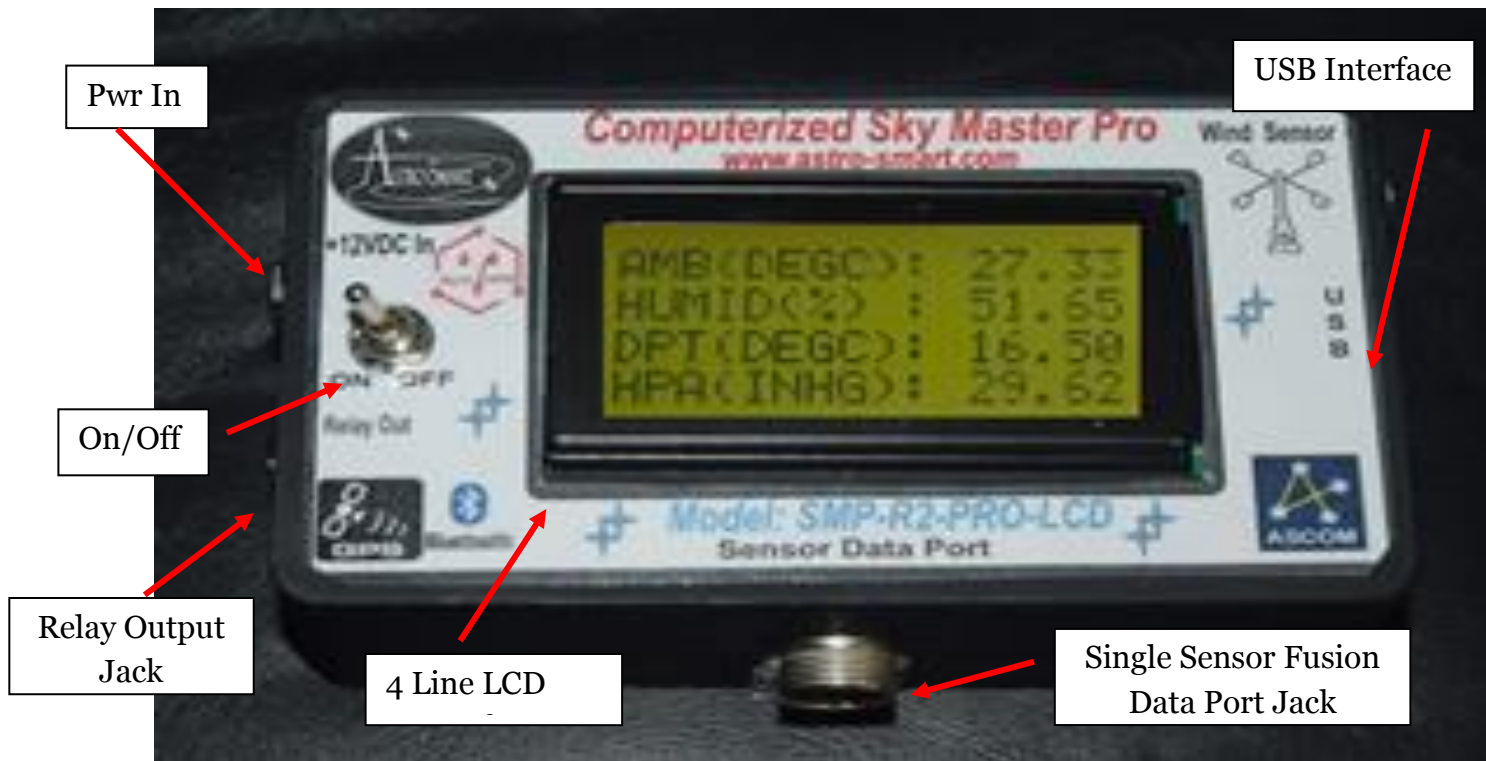 Pwr In
USB Interface
Computerized Sky Master Pro
www.astro-smart.com
Wind Sensor
+12VDC In
AMB(DEGC): 27.33
HUMID(%) : 51.65
DPT(DEGC): 16.50
HPA(INHG): 29.62
USB
ON OFF
On/Off
Relay Out
GPS
Bluetooth
Model: SMP-R2-PRO-LCD
Sensor Data Port
ASCOM
Relay Output
Jack
4 Line LCD
Single Sensor Fusion
Data Port Jack